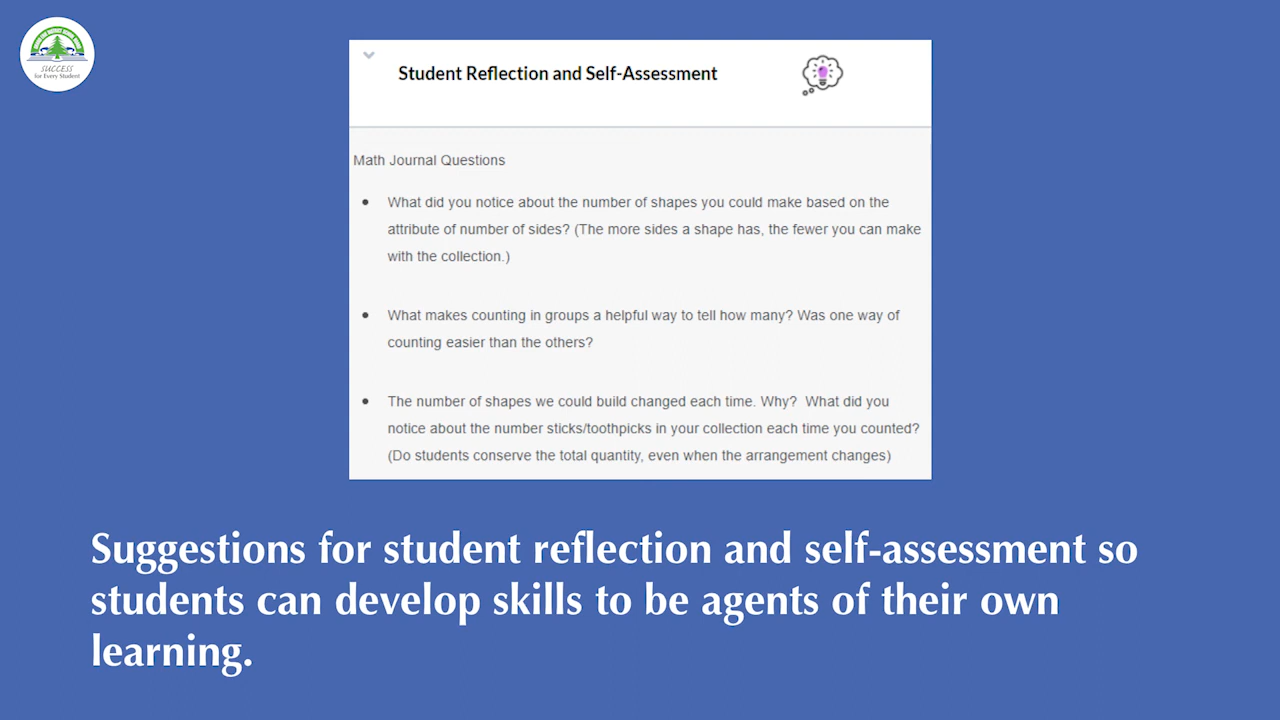 SUCCESS
for Every Student
Student Reflection and Self-Assessment
Math Journal Questions
• What did you notice about the number of shapes you could make based on the
attribute of number of sides? (The more sides a shape has, the fewer you can make
with the collection.)
• What makes counting in groups a helpful way to tell how many? Was one way of
counting easier than the others?
• The number of shapes we could build changed each time. Why?  What did you
notice about the number sticks/toothpicks in your collection each time you counted?
(Do students conserve the total quantity, even when the arrangement changes)
Suggestions for student reflection and self-assessment so
students can develop skills to be agents of their own
learning.